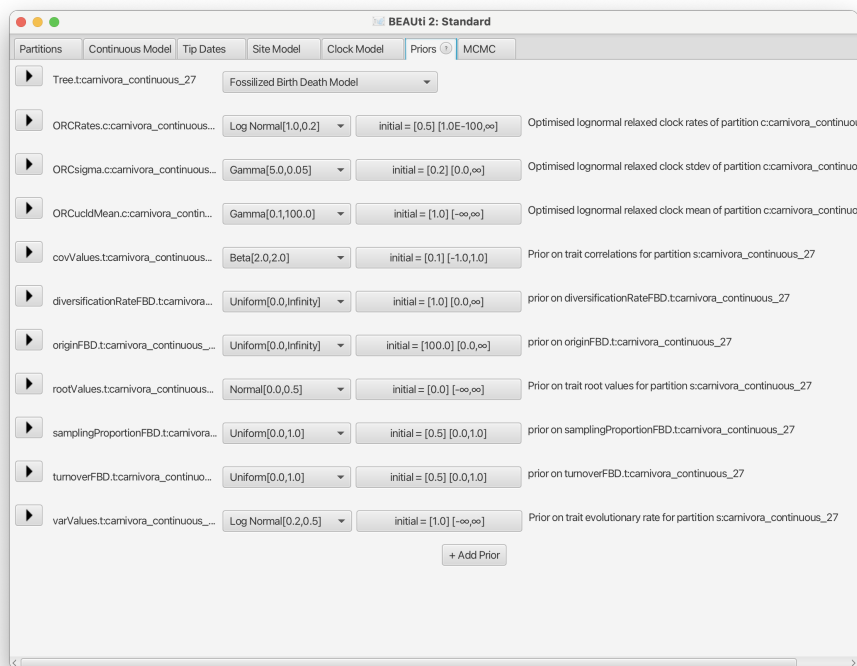 BEAUti 2: Standard
Partitions Continuous Model Tip Dates Site Model Clock Model Priors ? MCMC
Tree.t:carnivora_continuous_27 Fossilized Birth Death Model
ORCRates.c:carnivora_continuous... Log Normal[1.0,0.2] initial = [0.5] [1.0E-100,∞] Optimised lognormal relaxed clock rates of partition c:carnivora_continuou
ORCsigma.c:carnivora_continuous... Gamma[5.0,0.05] initial = [0.2] [0.0,∞] Optimised lognormal relaxed clock stdev of partition c:carnivora_continuo
ORCucldMean.c:carnivora_contin... Gamma[0.1,100.0] initial = [1.0] [-∞,∞] Optimised lognormal relaxed clock mean of partition c:carnivora_continuo
covValues.t:carnivora_continuous... Beta[2.0,2.0] initial = [0.1] [-1.0,1.0] Prior on trait correlations for partition s:carnivora_continuous_27
diversificationRateFBD.t:carnivora... Uniform[0.0,Infinity] initial = [1.0] [0.0,∞] prior on diversificationRateFBD.t:carnivora_continuous_27
originFBD.t:carnivora_continuous_... Uniform[0.0,Infinity] initial = [100.0] [0.0,∞] prior on originFBD.t:carnivora_continuous_27
rootValues.t:carnivora_continuous... Normal[0.0,0.5] initial = [0.0] [-∞,∞] Prior on trait root values for partition s:carnivora_continuous_27
samplingProportionFBD.t:carnivora... Uniform[0.0,1.0] initial = [0.5] [0.0,1.0] prior on samplingProportionFBD.t:carnivora_continuous_27
turnoverFBD.t:carnivora_continuo... Uniform[0.0,1.0] initial = [0.5] [0.0,1.0] prior on turnoverFBD.t:carnivora_continuous_27
varValues.t:carnivora_continuous_... Log Normal[0.2,0.5] initial = [1.0] [-∞,∞] Prior on trait evolutionary rate for partition s:carnivora_continuous_27
+ Add Prior